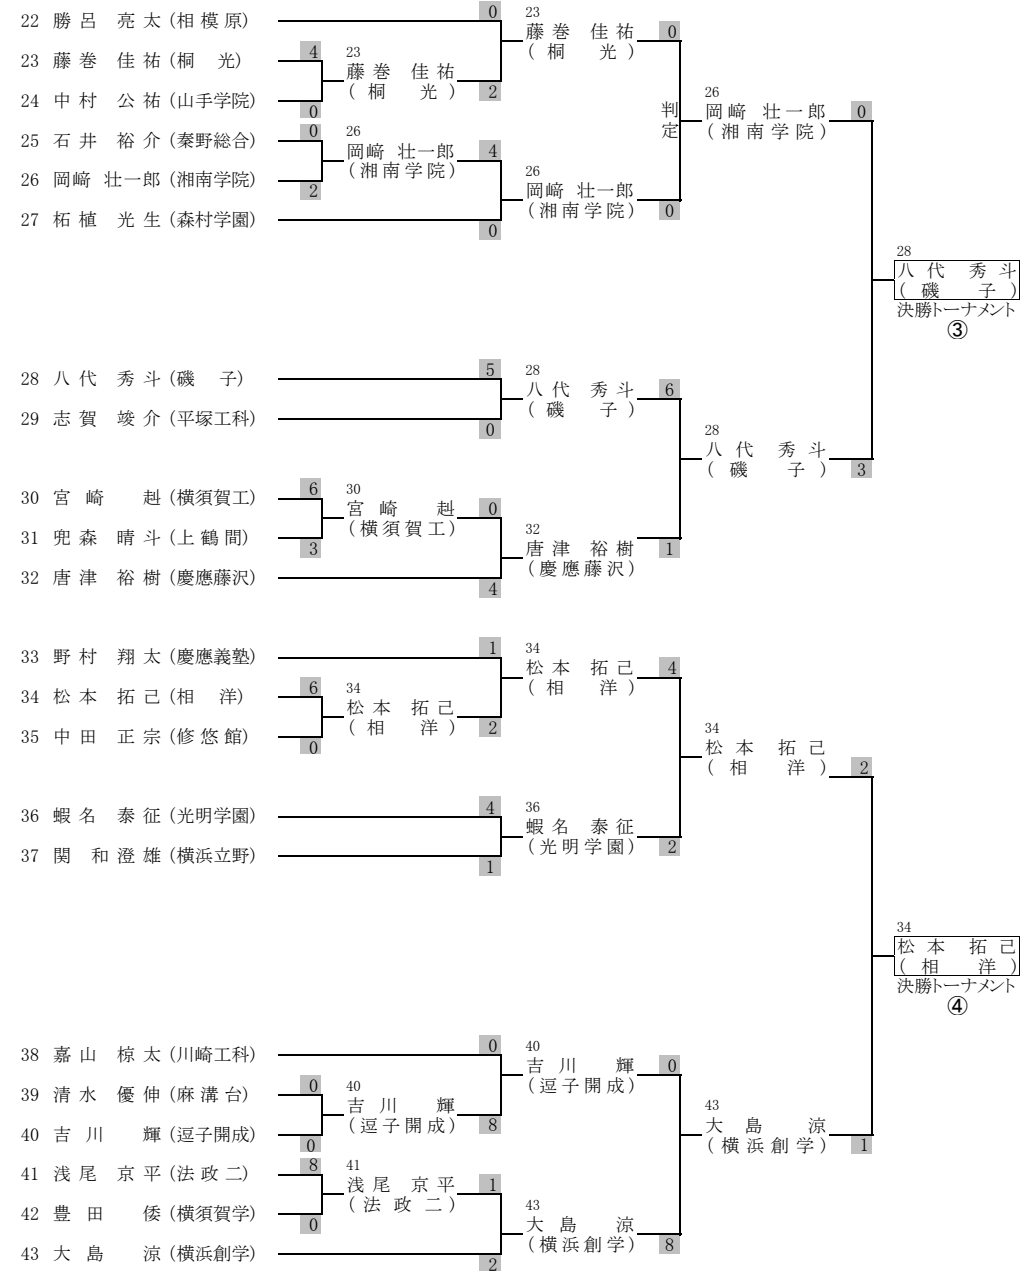 22 勝呂 亮太 (相模原)
0
23
藤巻 佳祐
(桐 光)
0
23 藤巻 佳祐 (桐 光)
4
23
藤巻 佳祐
(桐 光)
2
24 中村 公祐 (山手学院)
0
判定
26
岡﨑 壮一郎
(湘南学院)
0
25 石井 裕介 (秦野総合)
0
26
岡﨑 壮一郎
(湘南学院)
4
26 岡﨑 壮一郎 (湘南学院)
2
26
岡﨑 壮一郎
(湘南学院)
0
27 柘植 光生 (森村学園)
0
28
八代 秀斗
(磯 子)
決勝トーナメント
③
28 八代 秀斗 (磯 子)
5
28
八代 秀斗
(磯 子)
6
29 志賀 竣介 (平塚工科)
0
28
八代 秀斗
(磯 子)
3
30 宮崎 赳 (横須賀工)
6
30
宮崎 赳
(横須賀工)
0
31 兜森 晴斗 (上鶴間)
3
32
唐津 裕樹
(慶應藤沢)
1
32 唐津 裕樹 (慶應藤沢)
4
33 野村 翔太 (慶應義塾)
1
34
松本 拓己
(相 洋)
4
34 松本 拓己 (相 洋)
6
34
松本 拓己
(相 洋)
2
35 中田 正宗 (修悠館)
0
34
松本 拓己
(相 洋)
2
36 蝦名 泰征 (光明学園)
4
36
蝦名 泰征
(光明学園)
2
37 関 和澄雄 (横浜立野)
1
34
松本 拓己
(相 洋)
決勝トーナメント
④
38 嘉山 椋太 (川崎工科)
0
40
吉川 輝
(逗子開成)
0
39 清水 優伸 (麻溝台)
0
40
吉川 輝
(逗子開成)
8
40 吉川 輝 (逗子開成)
0
43
大島 涼
(横浜創学)
1
41 浅尾 京平 (法政二)
8
41
浅尾 京平
(法政二)
1
42 豊田 倭 (横須賀学)
0
43
大島 涼
(横浜創学)
8
43 大島 涼 (横浜創学)
2